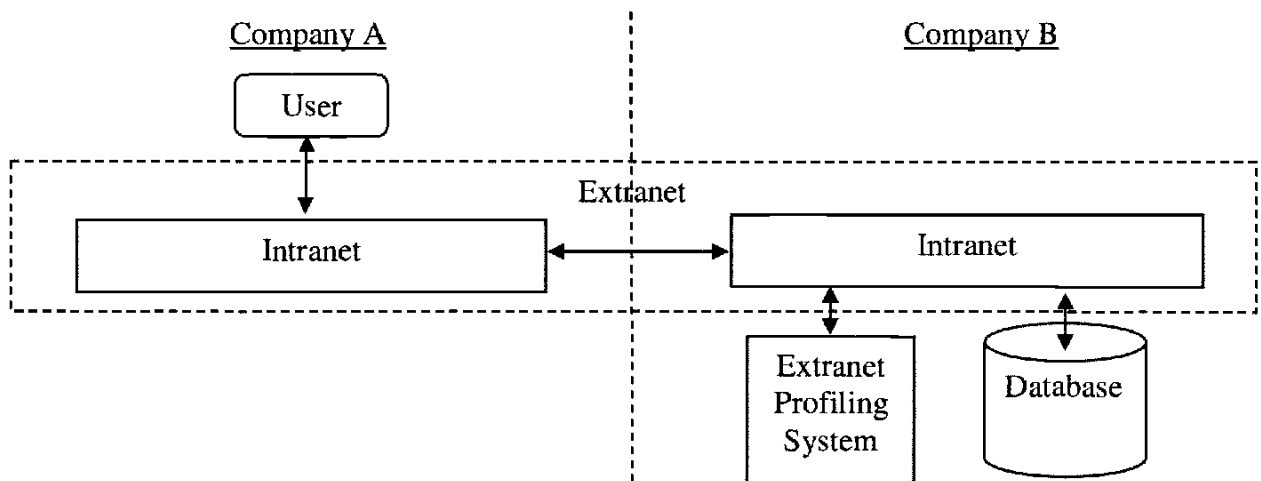 Company A
Company B
User
Extranet
Intranet
Intranet
Extranet
Profiling
System
Database